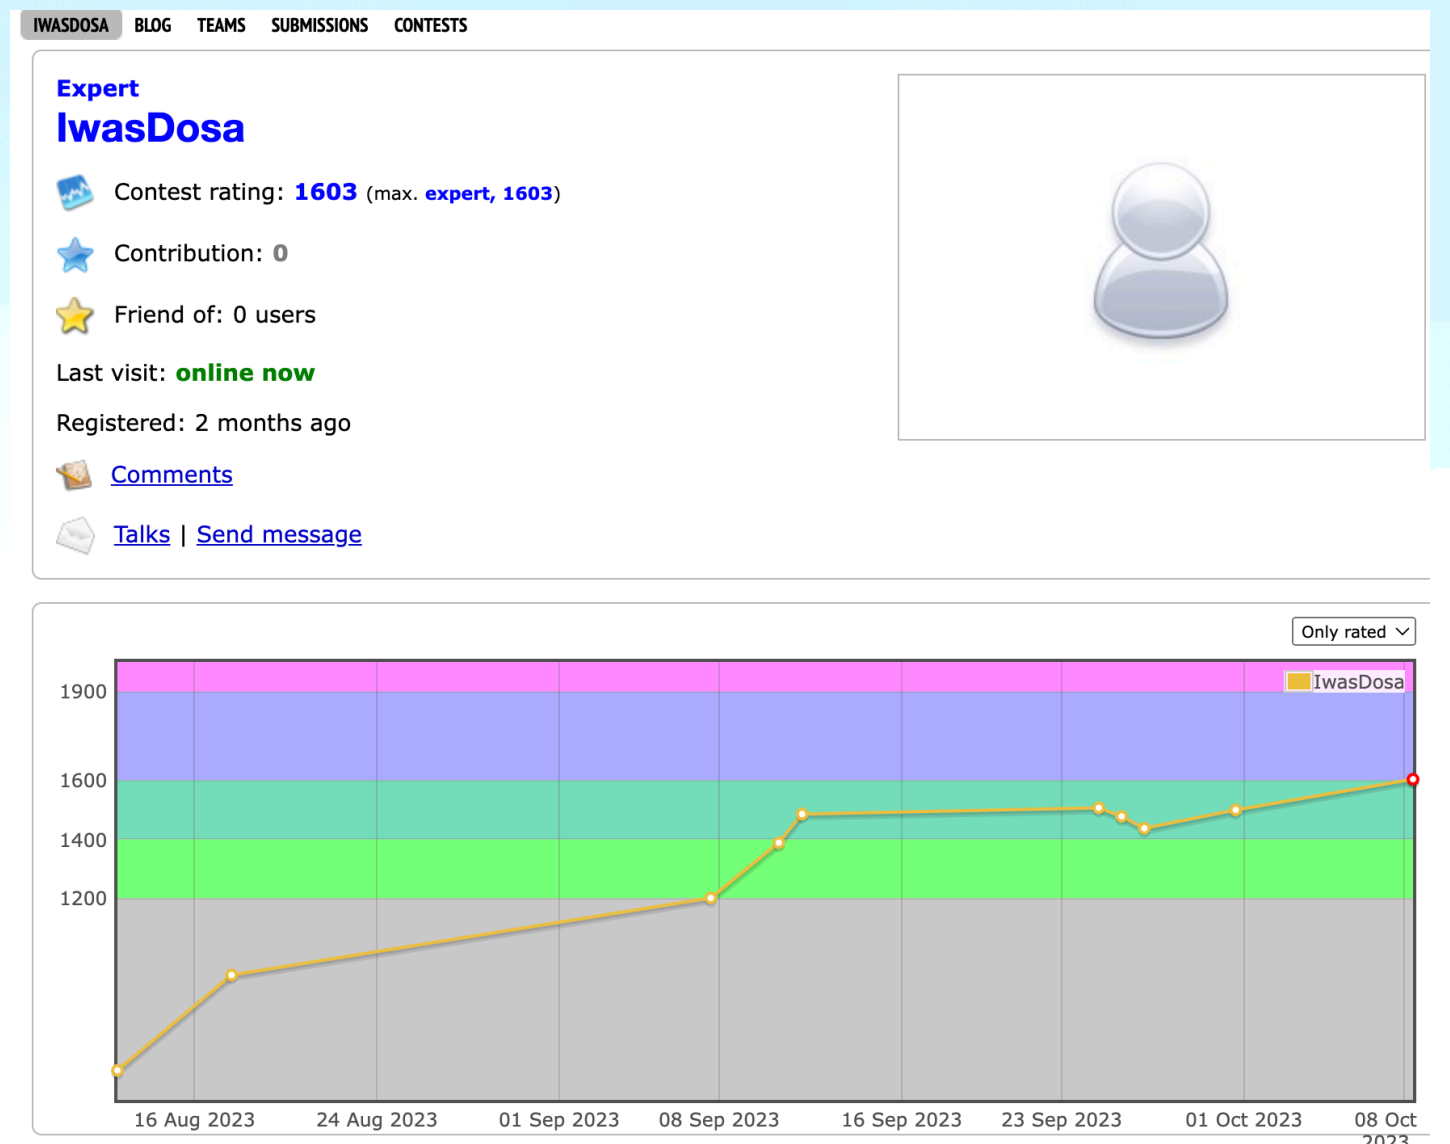 IWASDOSA BLOG TEAMS SUBMISSIONS CONTESTS
Expert
IwasDosa
Contest rating: 1603 (max. expert, 1603)
Contribution: 0
Friend of: 0 users
Last visit: online now
Registered: 2 months ago
Comments
Talks | Send message
Only rated
IwasDosa
1900
1600
1400
1200
16 Aug 2023 24 Aug 2023 01 Sep 2023 08 Sep 2023 16 Sep 2023 23 Sep 2023 01 Oct 2023 08 Oct
2023